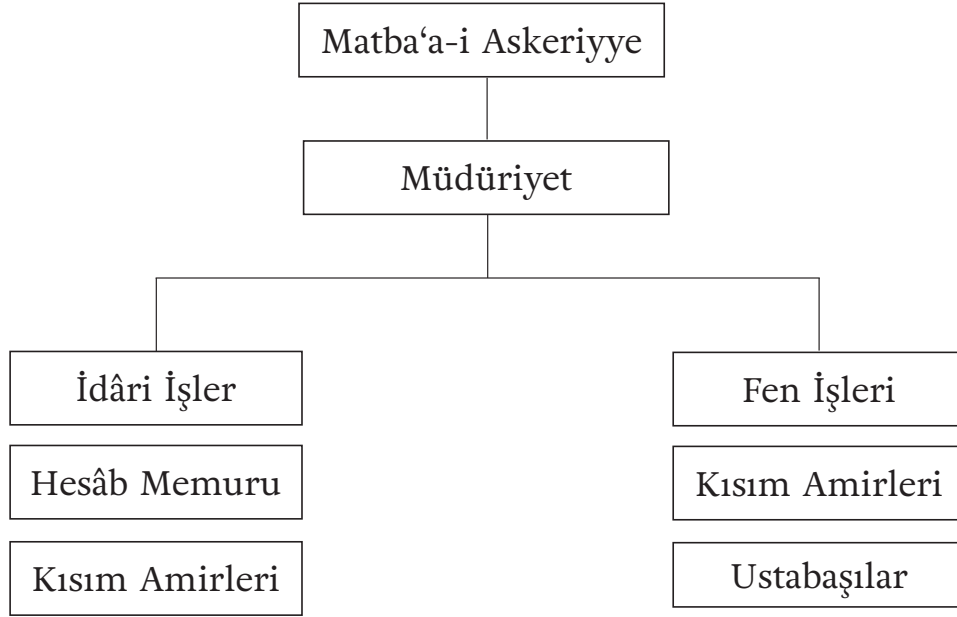 Matba‘a-i Askeriyye
Müdüriyet
İdâri İşler
Hesâb Memuru
Kısım Amirleri
Fen İşleri
Kısım Amirleri
Ustabaşılar